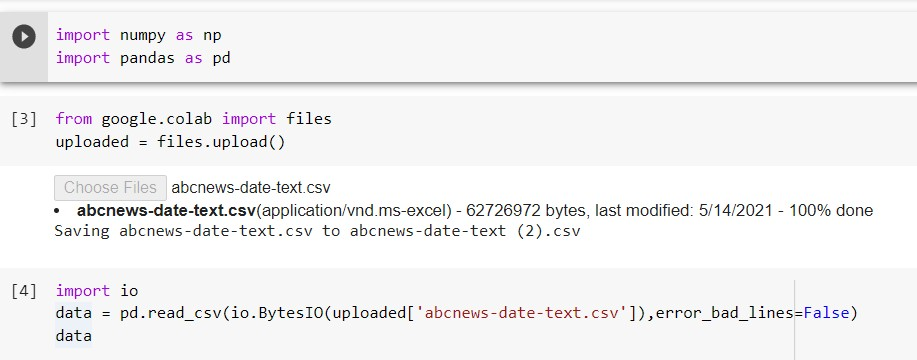 import numpy as np
import pandas as pd
[3] from google.colab import files
uploaded = files.upload()
Choose Files abcnews-date-text.csv
• abcnews-date-text.csv(application/vnd.ms-excel) - 62726972 bytes, last modified: 5/14/2021 - 100% done
Saving abcnews-date-text.csv to abcnews-date-text (2).csv
[4] import io
data = pd.read_csv(io.BytesIO(uploaded['abcnews-date-text.csv']),error_bad_lines=False)
data